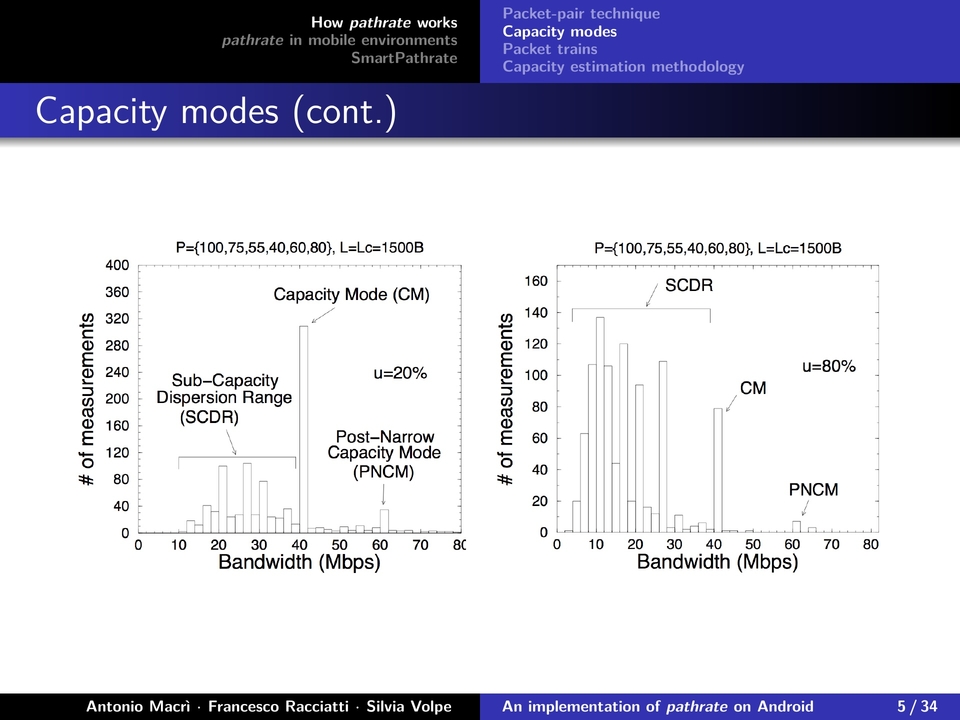 How pathrate works
pathrate in mobile environments
SmartPathrate
Packet-pair technique
Capacity modes
Packet trains
Capacity estimation methodology
Capacity modes (cont.)
P={100,75,55,40,60,80}, L=Lc=1500B
400
360
320
280
240
200
160
120
80
40
0
# of measurements
Capacity Mode (CM)
u=20%
Sub−Capacity
Dispersion Range
(SCDR)
Post−Narrow
Capacity Mode
(PNCM)
0 10 20 30 40 50 60 70 80
Bandwidth (Mbps)
P={100,75,55,40,60,80}, L=Lc=1500B
160
140
120
100
80
60
40
20
0
# of measurements
SCDR
u=80%
CM
PNCM
0 10 20 30 40 50 60 70 80
Bandwidth (Mbps)
Antonio Macrì · Francesco Racciatti · Silvia Volpe
An implementation of pathrate on Android
5 / 34